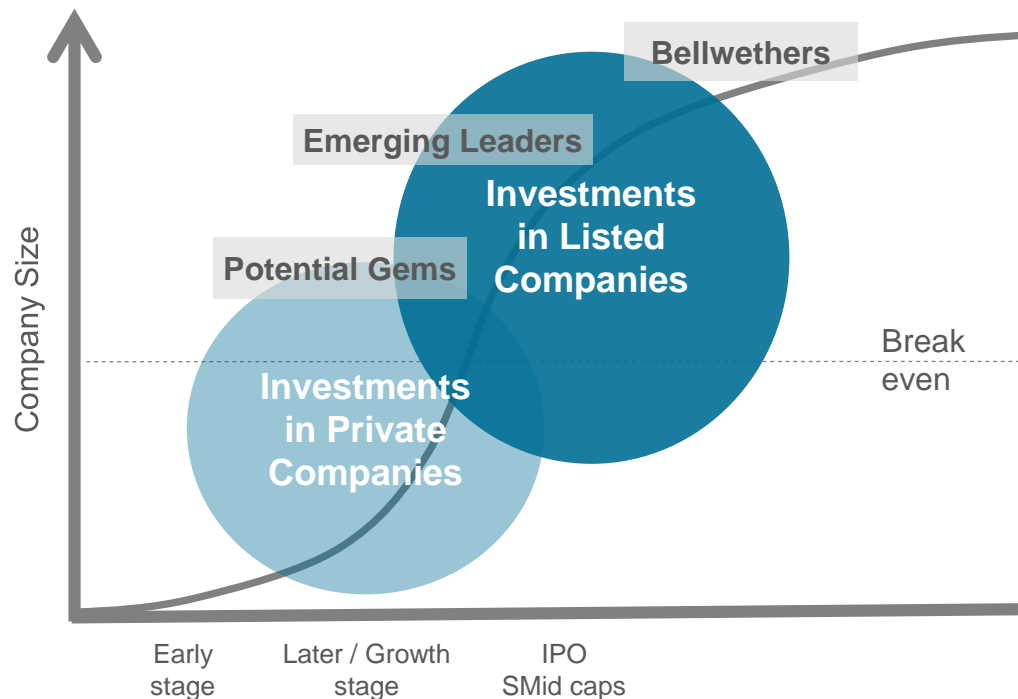 Bellwethers
Emerging Leaders
Investments
in Listed
Companies
Potential Gems
Company Size
Break
even
Investments
in Private
Companies
Early
stage
Later / Growth
stage
IPO
SMid caps